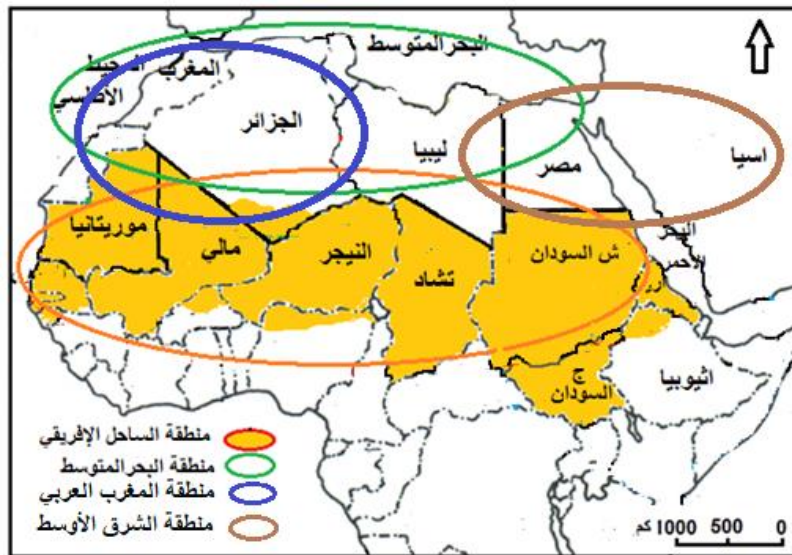 البحر المتوسط
المحيط
الأطلسي
المغرب
الجزائر
ليبيا
مصر
اسيا
البحر
الأحمر
موريتانيا
مالي
النيجر
تشاد
ش السودان
ج
السودان
اثيوبيا
منطقة الساحل الإفريقي
منطقة البحر المتوسط
منطقة المغرب العربي
منطقة الشرق الأوسط
0 500 1000 كم